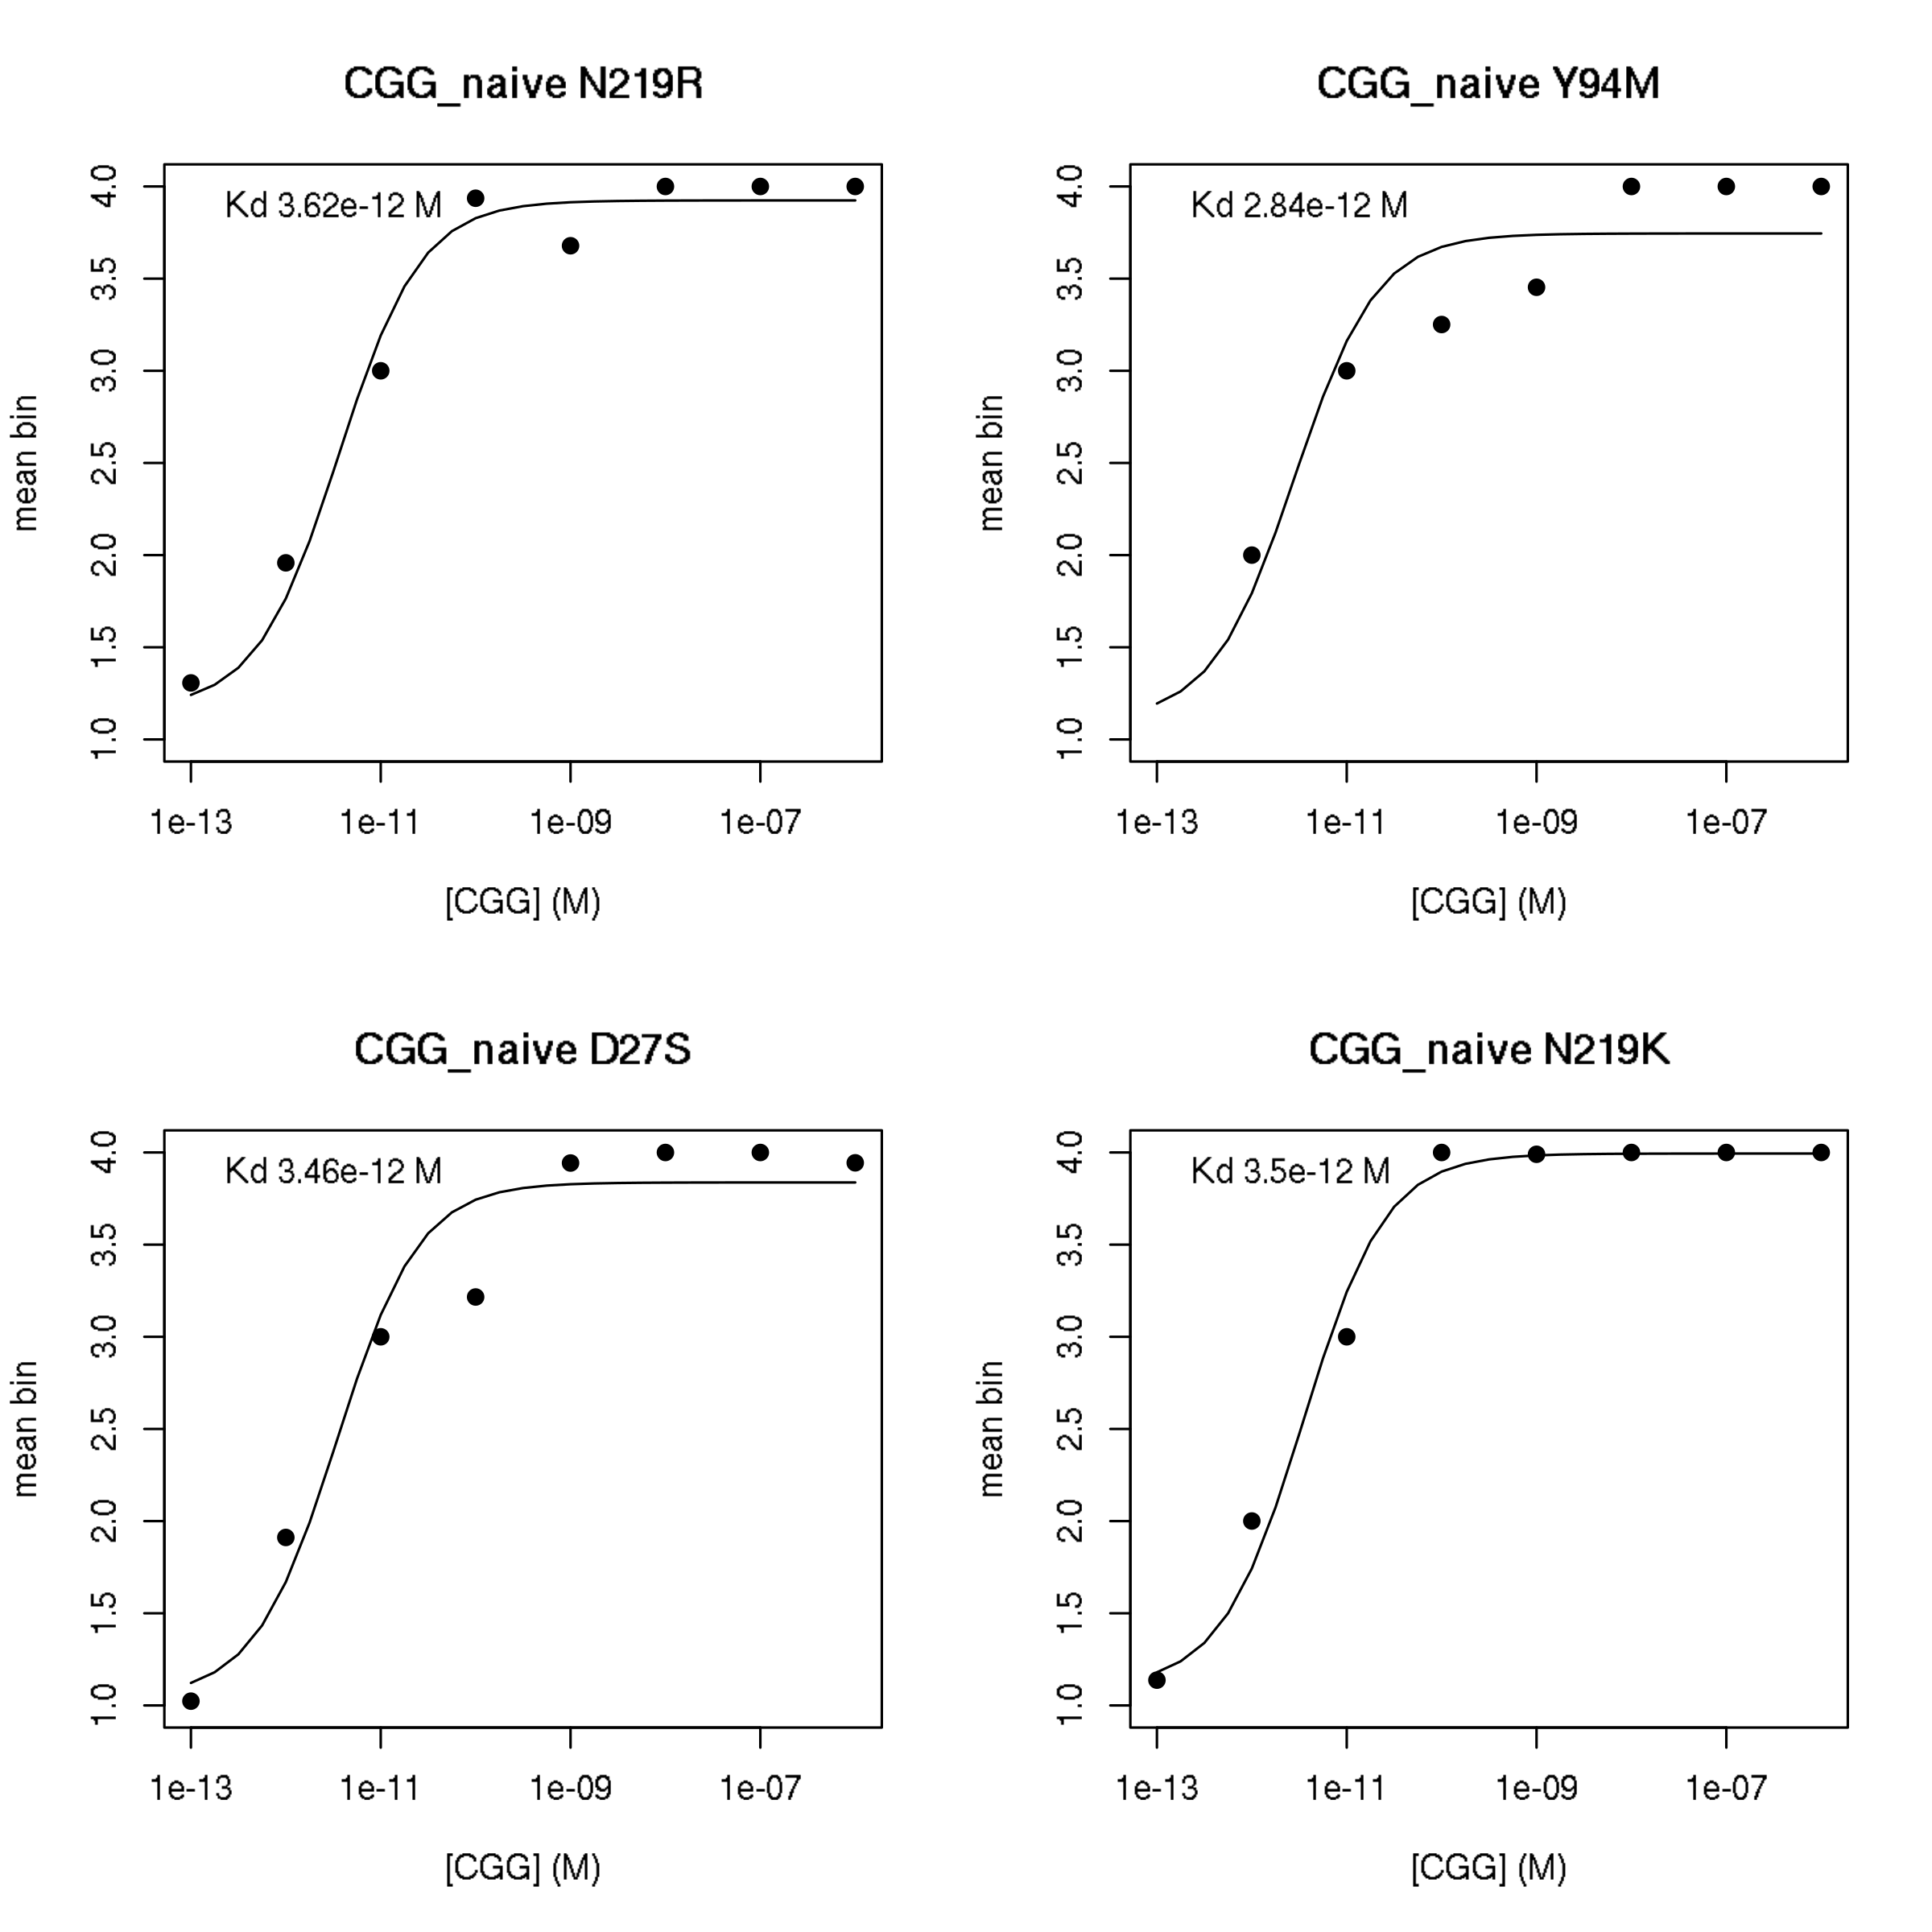 CGG_naive N219R
Kd 3.62e-12 M
mean bin
4.0
3.5
3.0
2.5
2.0
1.5
1.0
1e-13 1e-11 1e-09 1e-07
[CGG] (M)
CGG_naive Y94M
Kd 2.84e-12 M
mean bin
4.0
3.5
3.0
2.5
2.0
1.5
1.0
1e-13 1e-11 1e-09 1e-07
[CGG] (M)
CGG_naive D27S
Kd 3.46e-12 M
mean bin
4.0
3.5
3.0
2.5
2.0
1.5
1.0
1e-13 1e-11 1e-09 1e-07
[CGG] (M)
CGG_naive N219K
Kd 3.5e-12 M
mean bin
4.0
3.5
3.0
2.5
2.0
1.5
1.0
1e-13 1e-11 1e-09 1e-07
[CGG] (M)